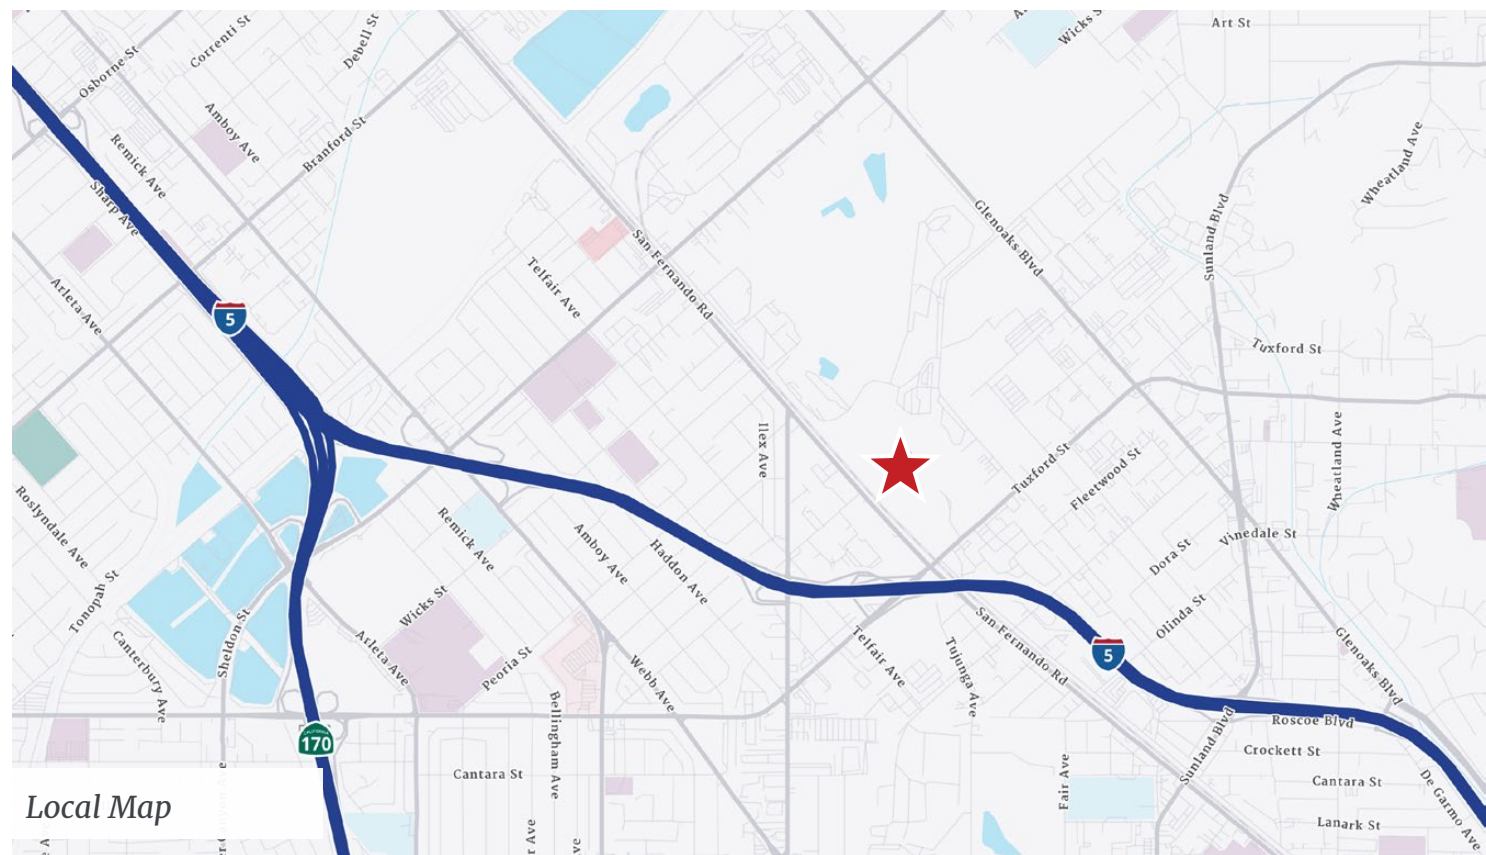 Art St
Wicks S
Correnti St
Debell St
Osborne St
Amboy Ave
Branford St
Remick Ave
Wheatland Ave
Sharp Ave
Glenoaks Blvd
Sunland Blvd
San Fernando Rd
Telfair Ave
Arleta Ave
5
Tuxford St
Ilex Ave
Wheatland Ave
Tuxford St
Fleetwood St
Roslyndale Ave
Remick Ave
Amboy Ave
Haddon Ave
Vinedale St
Dora St
Tonopah St
Wicks St
Olinda St
Sheldon St
Canterbury Ave
Arleta Ave
Peoria St
Webb Ave
Telfair Ave
Tujunga Ave
San Fernando Rd
5
Glenoaks Blvd
Bellingham Ave
Roscoe Blvd
Sunland Blvd
CALIFORNIA
170
Crockett St
Cantara St
Fair Ave
Cantara St
De Garmo Ave
Lanark St
Local Map
r Ave